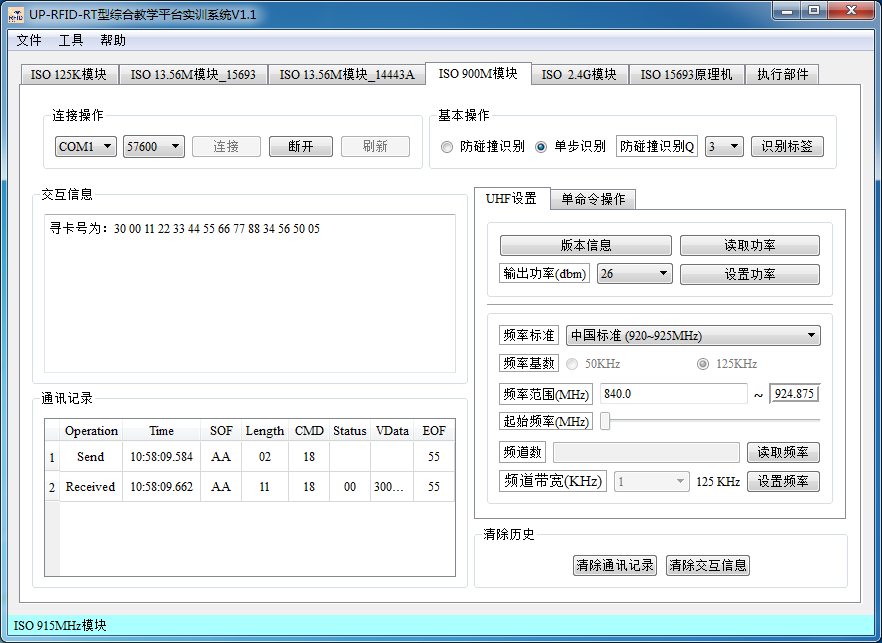 UP-RFID-RT型综合教学平台实训系统V1.1
文件 工具 帮助
ISO 125K模块 ISO 13.56M模块_15693 ISO 13.56M模块_14443A ISO 900M模块 ISO 2.4G模块 ISO 15693原理机 执行部件
连接操作
COM1 57600 连接 断开 刷新
基本操作
防碰撞识别 单步识别 防碰撞识别Q 3 识别标签
交互信息
寻卡号为：30 00 11 22 33 44 55 66 77 88 34 56 50 05
通讯记录
Operation Time SOF Length CMD Status VData EOF
1 Send 10:58:09.584 AA 02 18 55
2 Received 10:58:09.662 AA 11 18 00 300... 55
UHF设置 单命令操作
版本信息 读取功率
输出功率(dbm) 26 设置功率
频率标准 中国标准 (920~925MHz)
频率基数 50KHz 125KHz
频率范围(MHz) 840.0 ~ 924.875
起始频率(MHz)
频道数 读取频率
频道带宽(KHz) 1 125 KHz 设置频率
清除历史
清除通讯记录 清除交互信息
ISO 915MHz模块